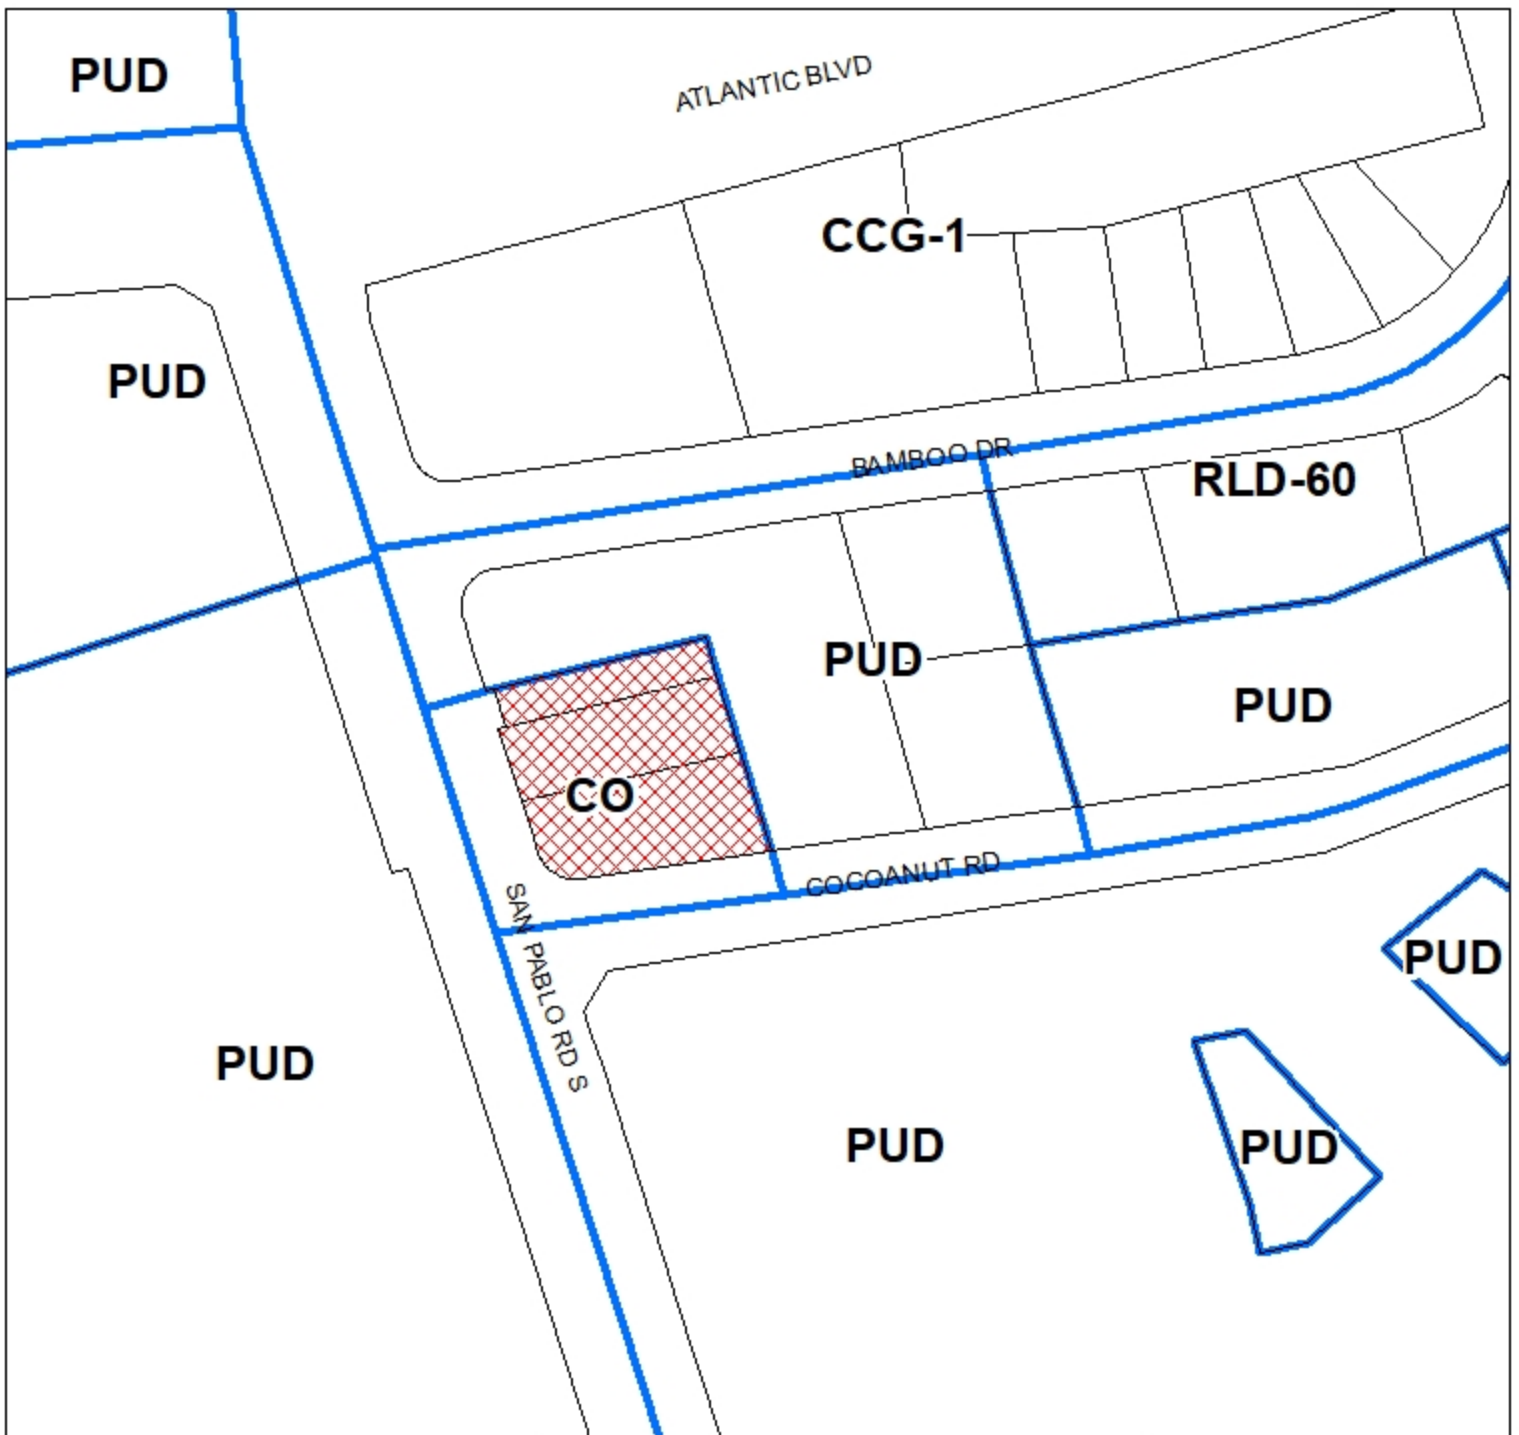 PUD
ATLANTIC BLVD
CCG-1
PUD
BAMBOO DR
RLD-60
PUD
PUD
CO
COCOANUT RD
SAN PABLO RD S
PUD
PUD
PUD
PUD